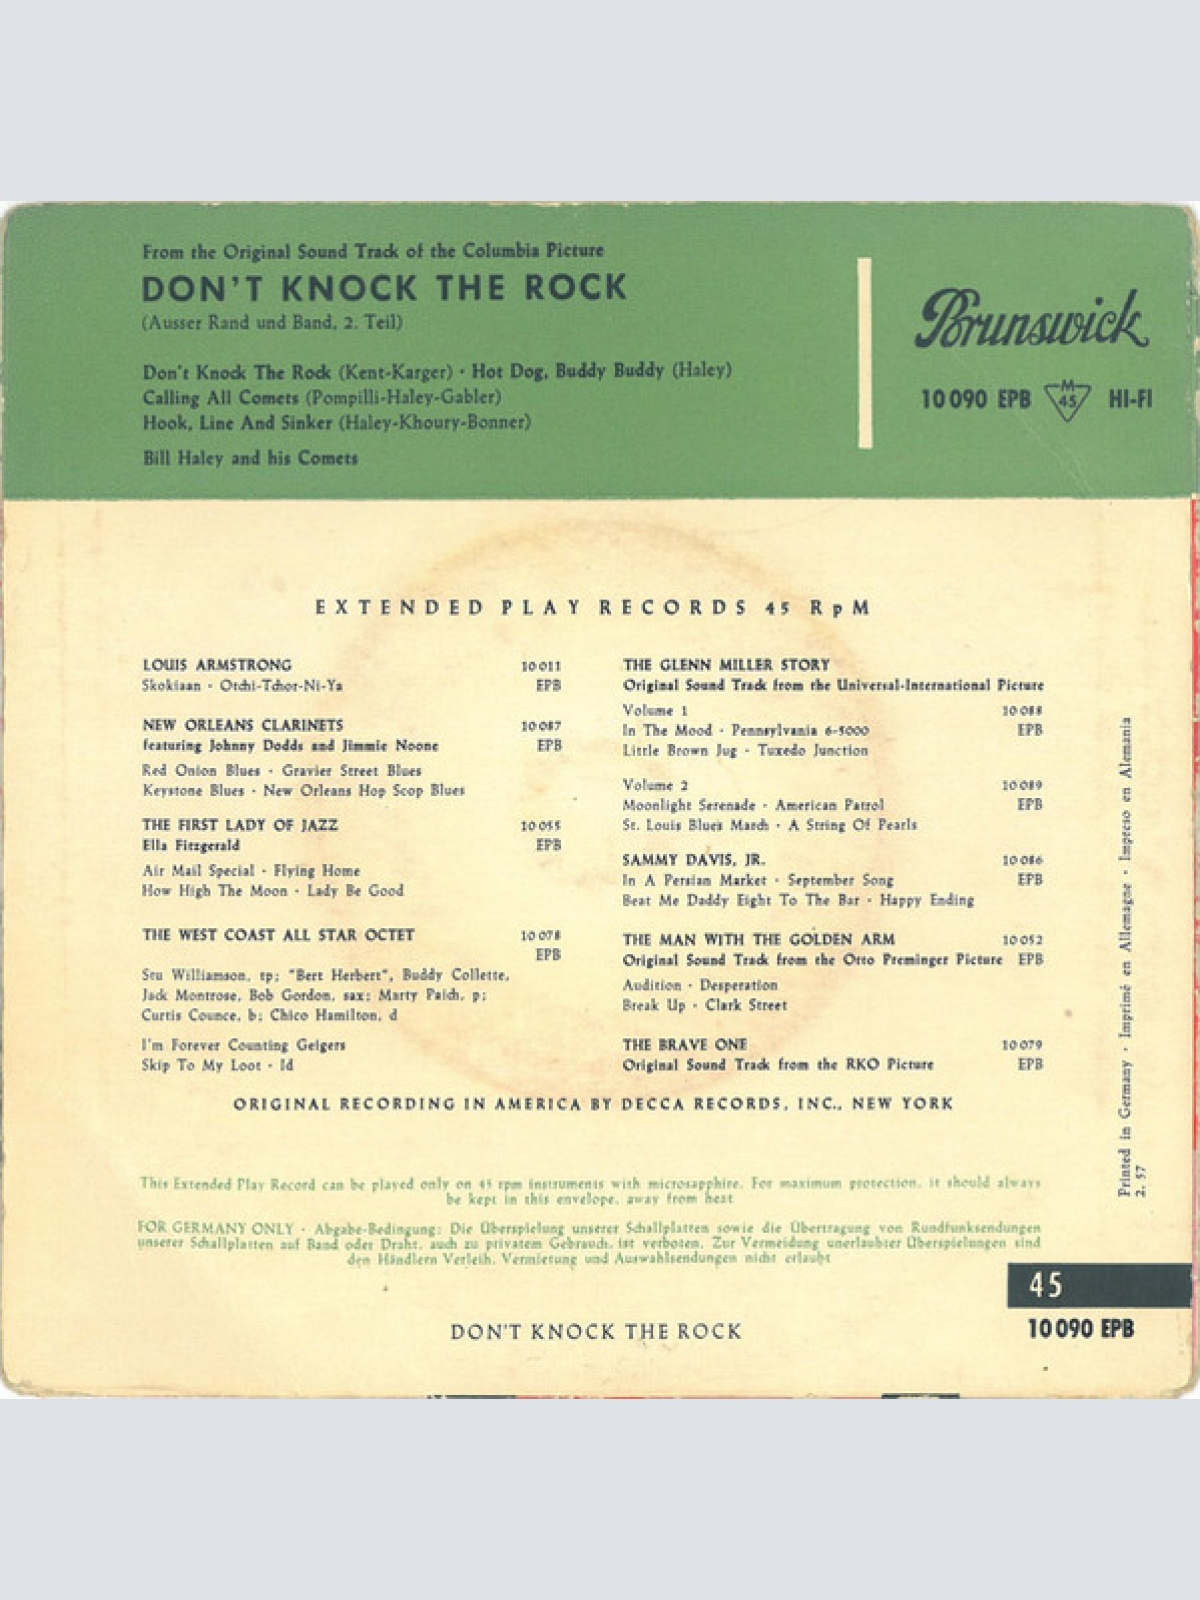 From the Original Sound Track of the Columbia Picture
DON'T KNOCK THE ROCK
(Ausser Rand und Band, 2. Teil)
Don't Knock The Rock (Kent-Karger) · Hot Dog, Buddy Buddy (Haley)
Calling All Comets (Pompilli-Haley-Gabler)
Hook, Line And Sinker (Haley-Khoury-Bonner)
Bill Haley and his Comets
Brunswick
10 090 EPB M 45 HI-FI
EXTENDED PLAY RECORDS 45 RpM
LOUIS ARMSTRONG 10 011
Skokiaan · Otchi-Tchor-Ni-Ya EPB
NEW ORLEANS CLARINETS 10 087
featuring Johnny Dodds and Jimmie Noone EPB
Red Onion Blues · Gravier Street Blues
Keystone Blues · New Orleans Hop Scop Blues
THE FIRST LADY OF JAZZ 10 055
Ella Fitzgerald EPB
Air Mail Special · Flying Home
How High The Moon · Lady Be Good
THE WEST COAST ALL STAR OCTET 10 078
EPB
Stu Williamson, tp; "Bert Herbert", Buddy Collette,
Jack Montrose, Bob Gordon, sax; Marty Paich, p;
Curtis Counce, b; Chico Hamilton, d
I'm Forever Counting Geigers
Skip To My Loot · Id
THE GLENN MILLER STORY
Original Sound Track from the Universal-International Picture
Volume 1 10 088
In The Mood · Pennsylvania 6-5000 EPB
Little Brown Jug · Tuxedo Junction
Volume 2 10 089
Moonlight Serenade · American Patrol EPB
St. Louis Blues March · A String Of Pearls
SAMMY DAVIS, JR. 10 086
In A Persian Market · September Song EPB
Beat Me Daddy Eight To The Bar · Happy Ending
THE MAN WITH THE GOLDEN ARM 10 052
Original Sound Track from the Otto Preminger Picture EPB
Audition · Desperation
Break Up · Clark Street
THE BRAVE ONE 10 079
Original Sound Track from the RKO Picture EPB
ORIGINAL RECORDING IN AMERICA BY DECCA RECORDS, INC., NEW YORK
This Extended Play Record can be played only on 45 rpm instruments with microsapphire. For maximum protection, it should always
be kept in this envelope, away from heat
FOR GERMANY ONLY · Abgabe-Bedingung: Die Überspielung unserer Schallplatten sowie die Übertragung von Rundfunksendungen
unserer Schallplatten auf Band oder Draht, auch zu privatem Gebrauch, ist verboten. Zur Vermeidung unerlaubter Überspielungen sind
den Händlern Verleih, Vermietung und Auswahlsendungen nicht erlaubt
Printed in Germany · Imprimé en Allemagne · Impreso en Alemania
2. 57
45
10 090 EPB
DON'T KNOCK THE ROCK